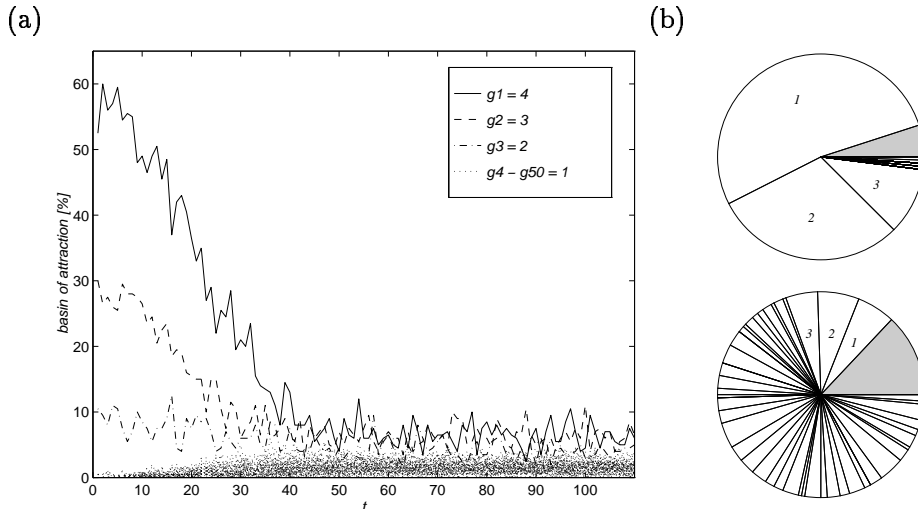 (a)
(b)
basin of attraction [%]
60
50
40
30
20
10
0
g1 = 4
g2 = 3
g3 = 2
g4 – g50 = 1
0 10 20 30 40 50 60 70 80 90 100
t
1
2
3
3 2 1